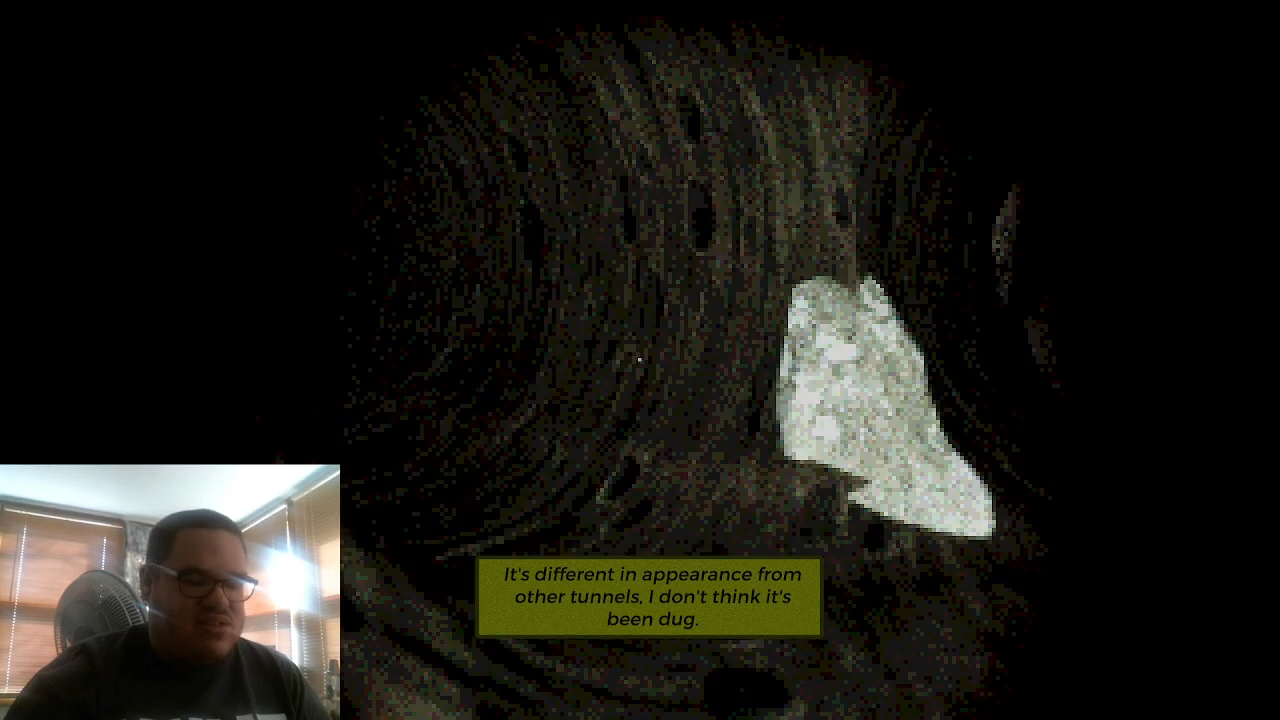 It's different in appearance from
other tunnels, I don't think it's
been dug.